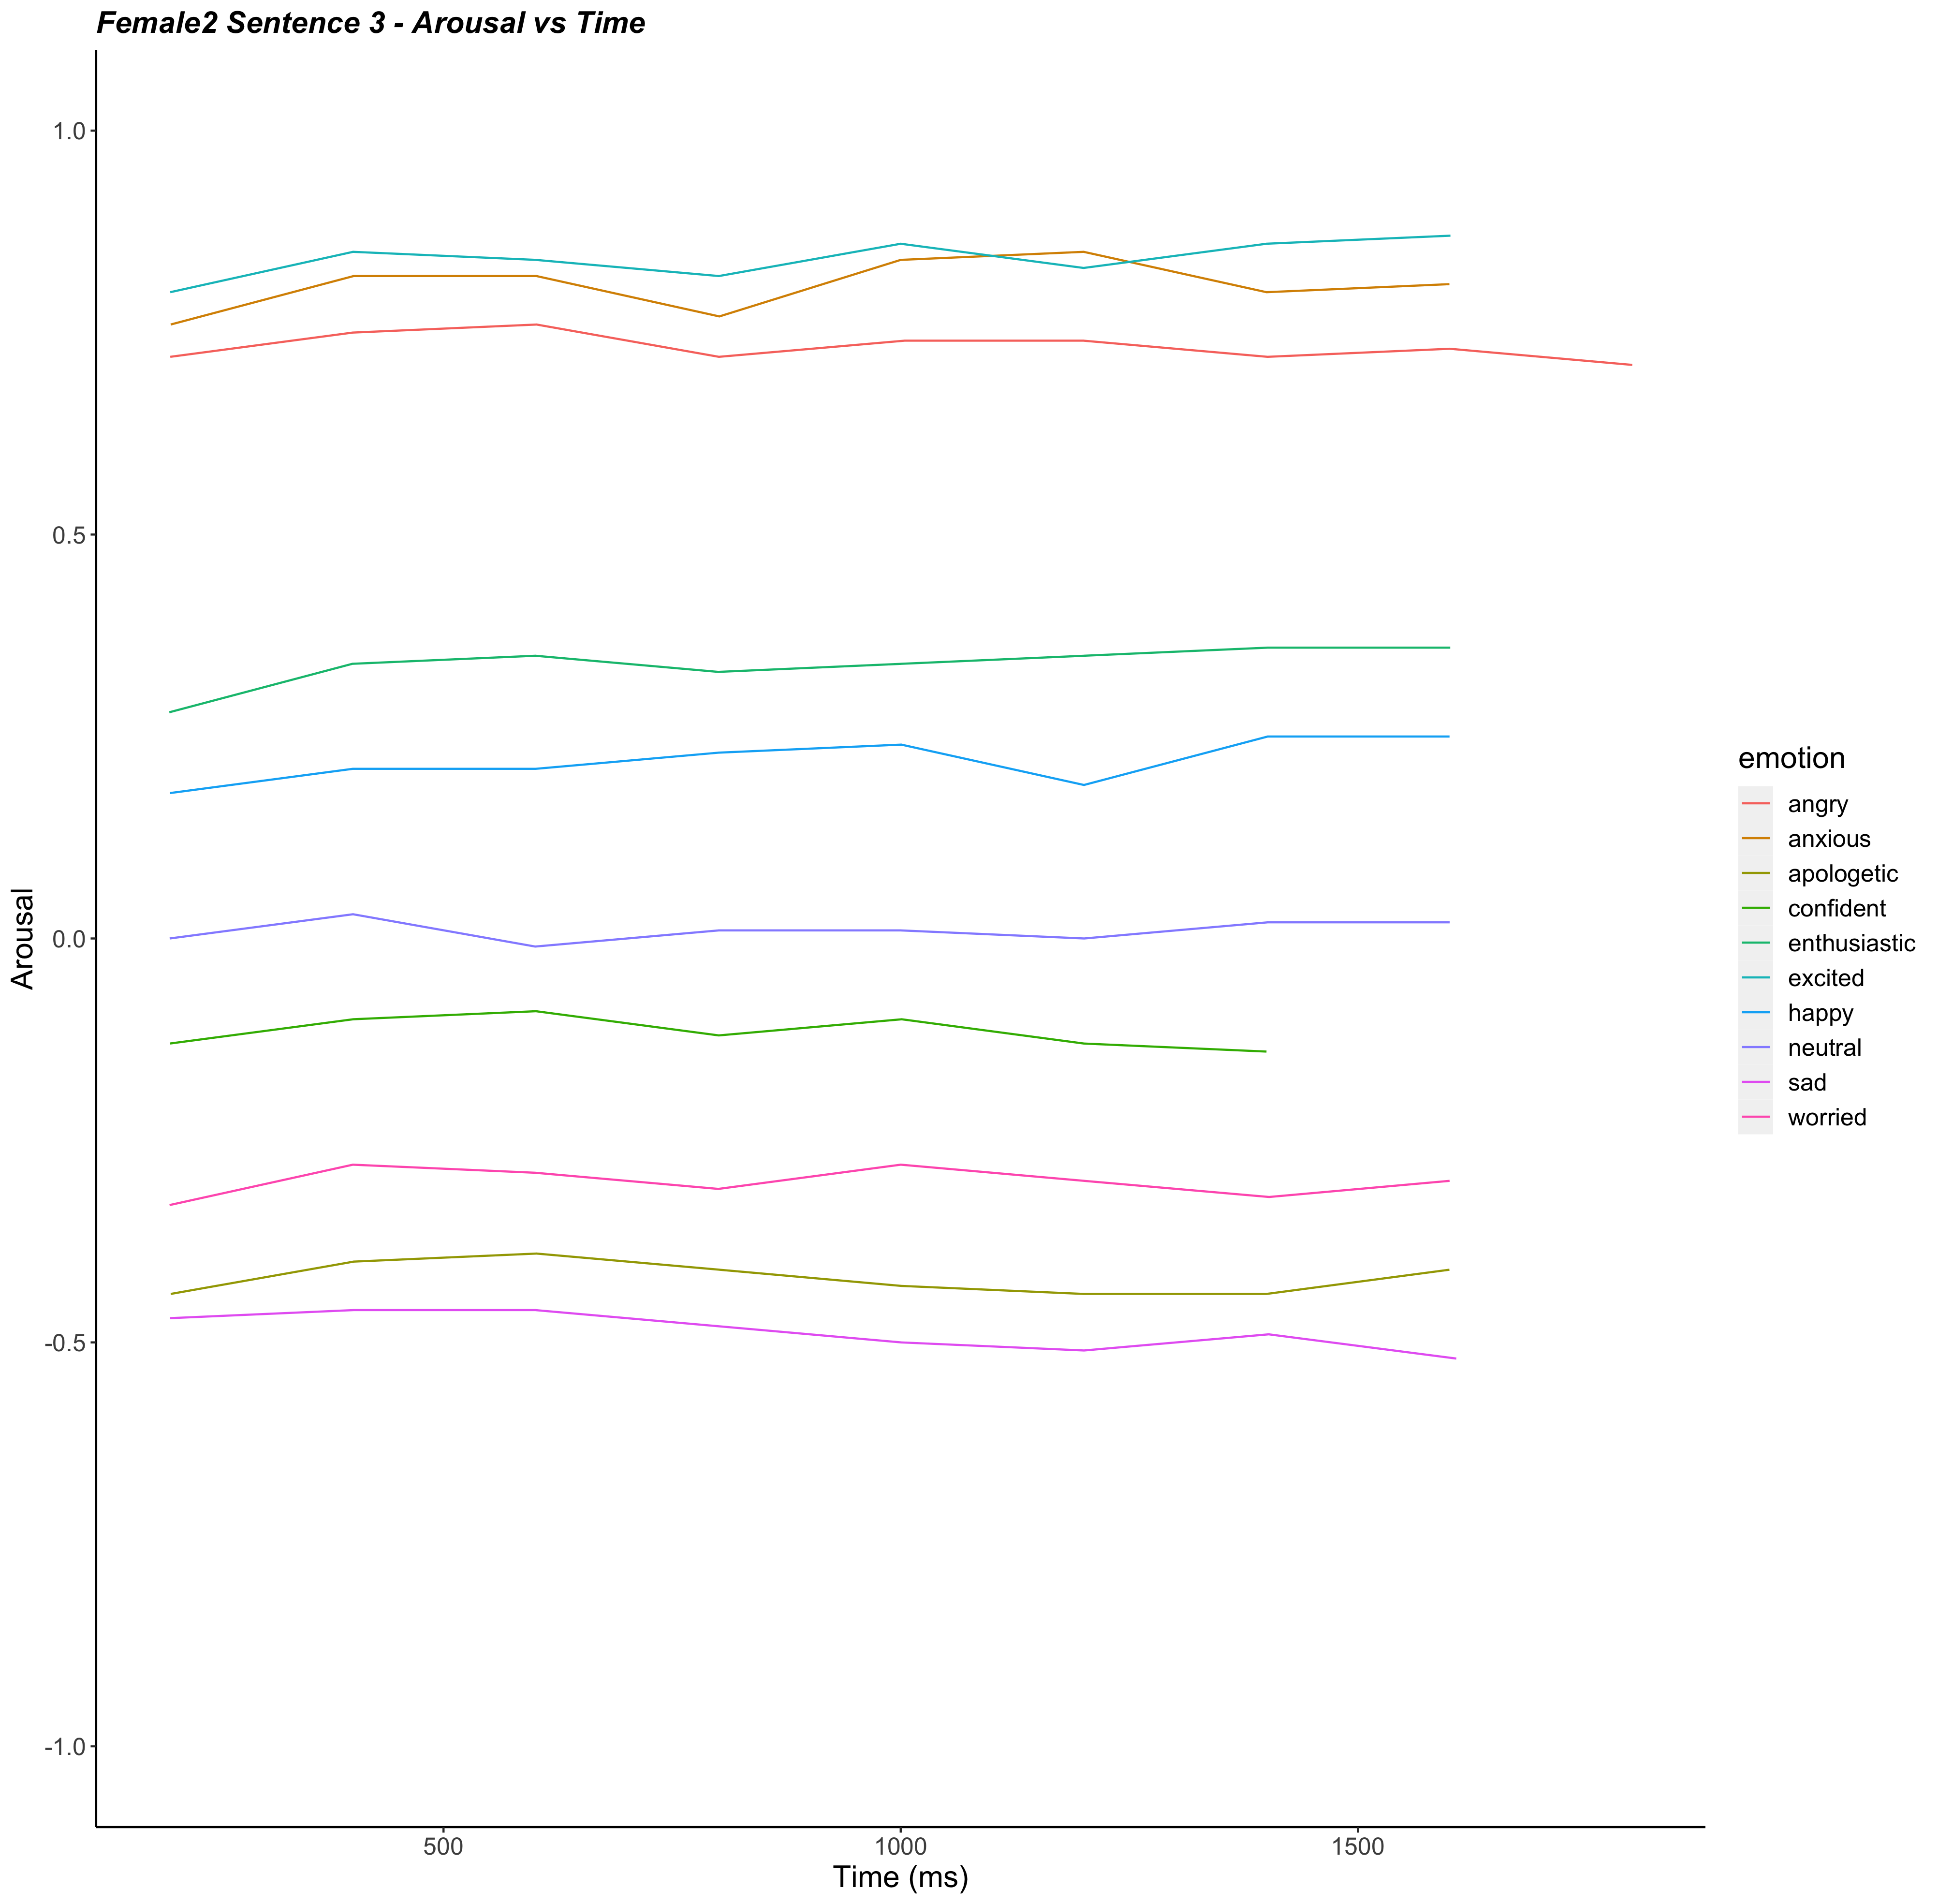 Female2 Sentence 3 - Arousal vs Time
1.0
0.5
0.0
-0.5
-1.0
Arousal
500 1000 1500
Time (ms)
emotion
angry
anxious
apologetic
confident
enthusiastic
excited
happy
neutral
sad
worried